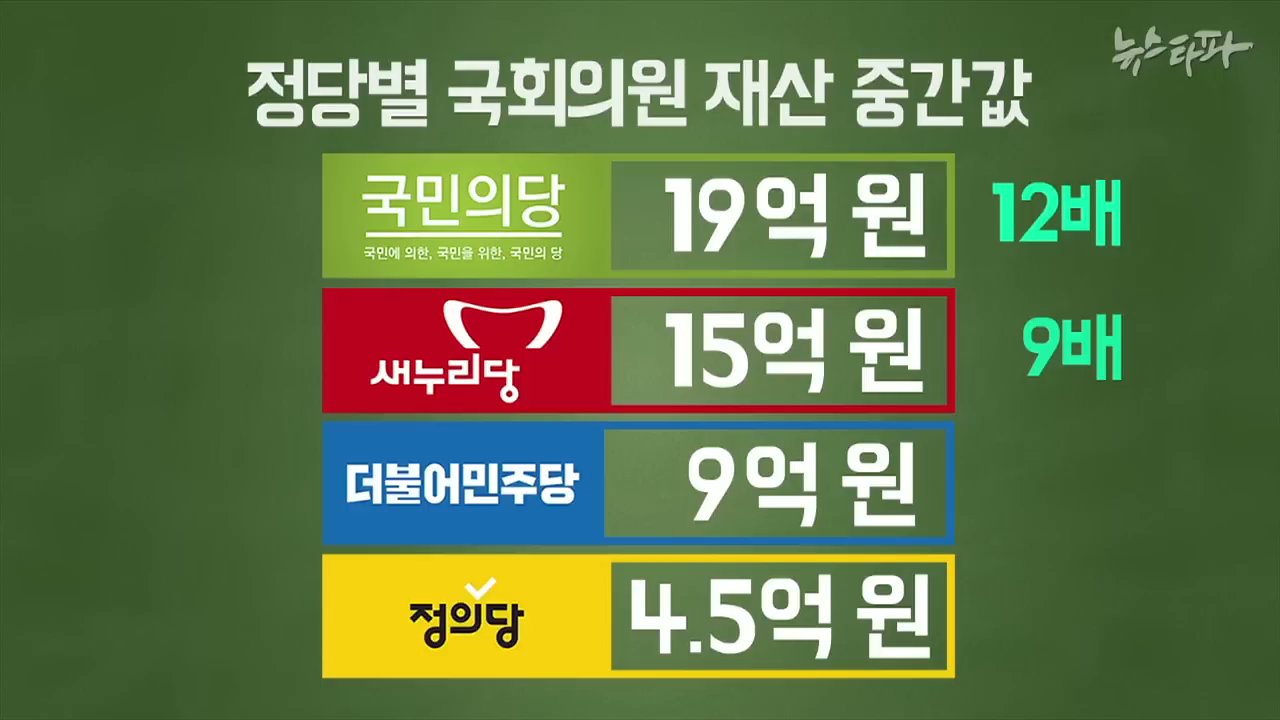 뉴스타파
정당별 국회의원 재산 중간값
국민의당
국민에 의한, 국민을 위한, 국민의 당
19억 원
12배
새누리당
15억 원
9배
더불어민주당
9억 원
정의당
4.5억 원